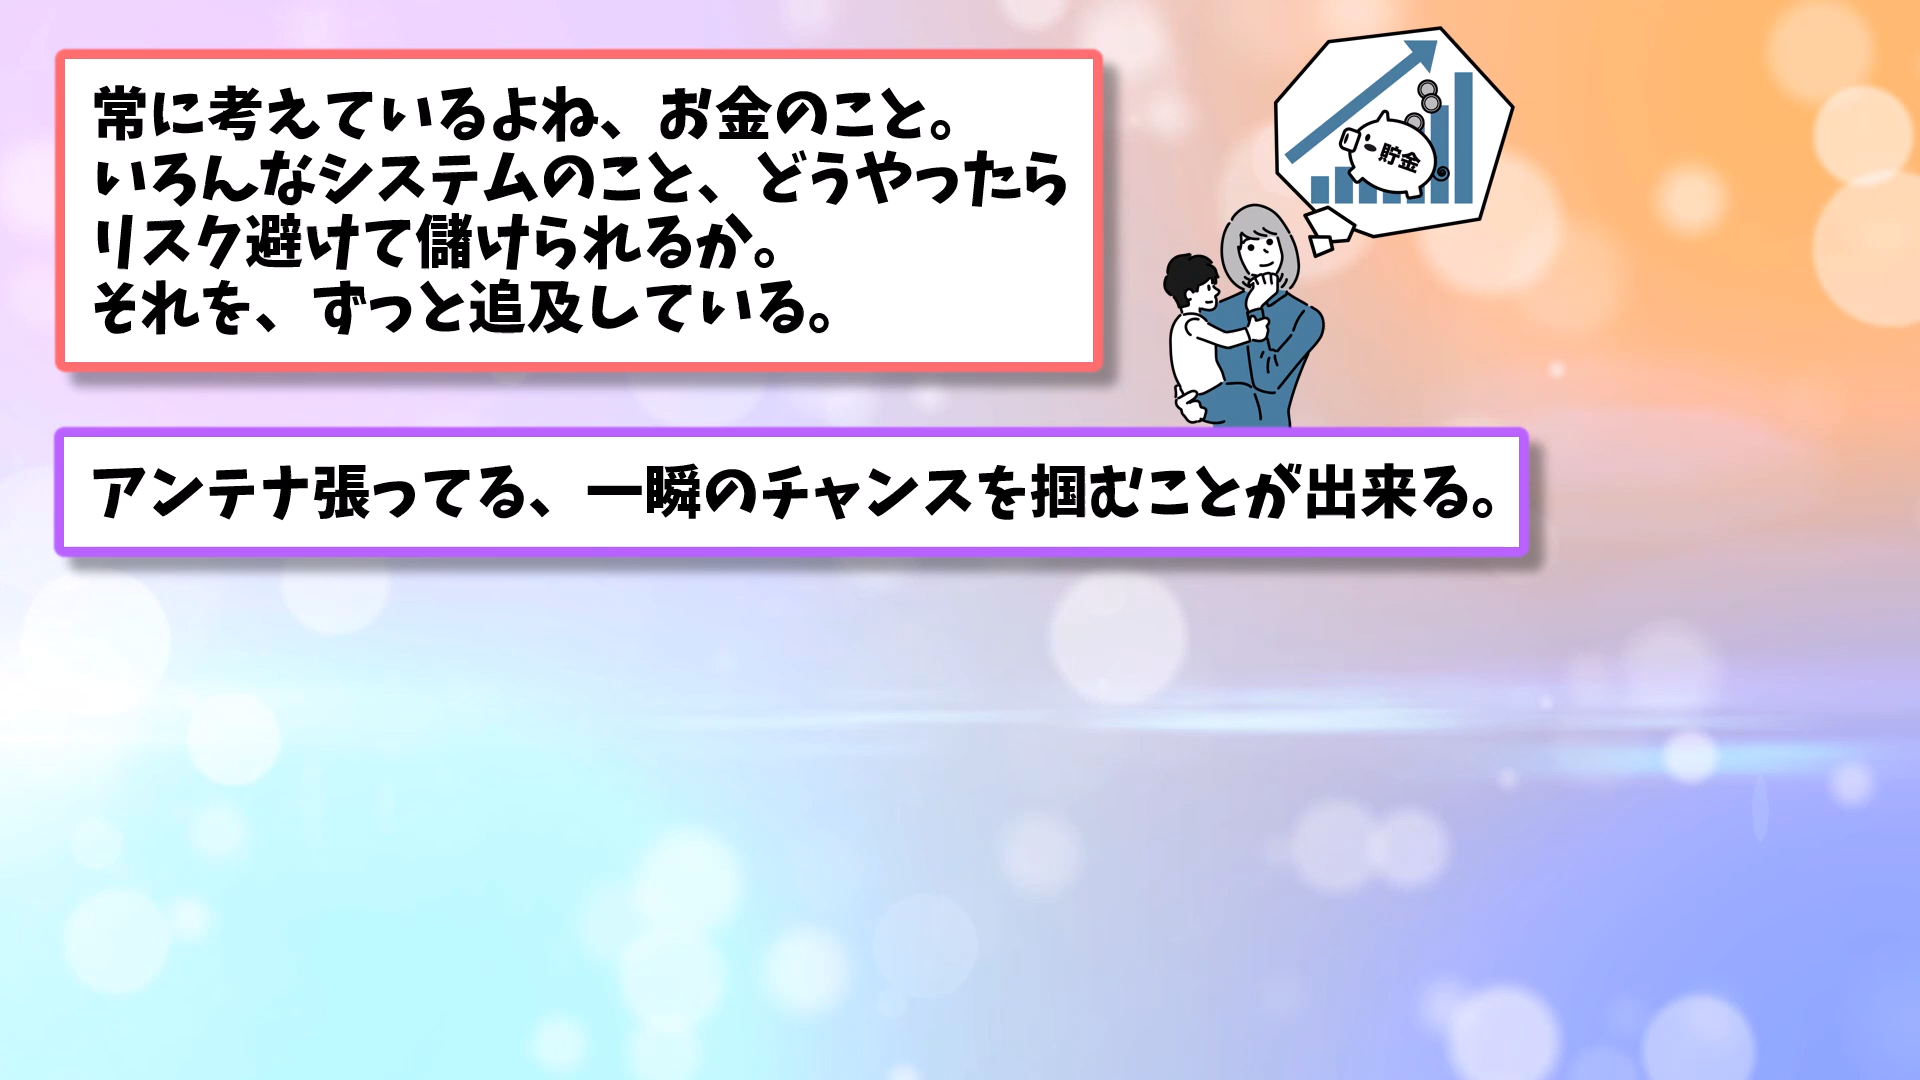 常に考えているよね、お金のこと。
いろんなシステムのこと、どうやったら
リスク避けて儲けられるか。
それを、ずっと追及している。
貯金
アンテナ張ってる、一瞬のチャンスを掴むことが出来る。